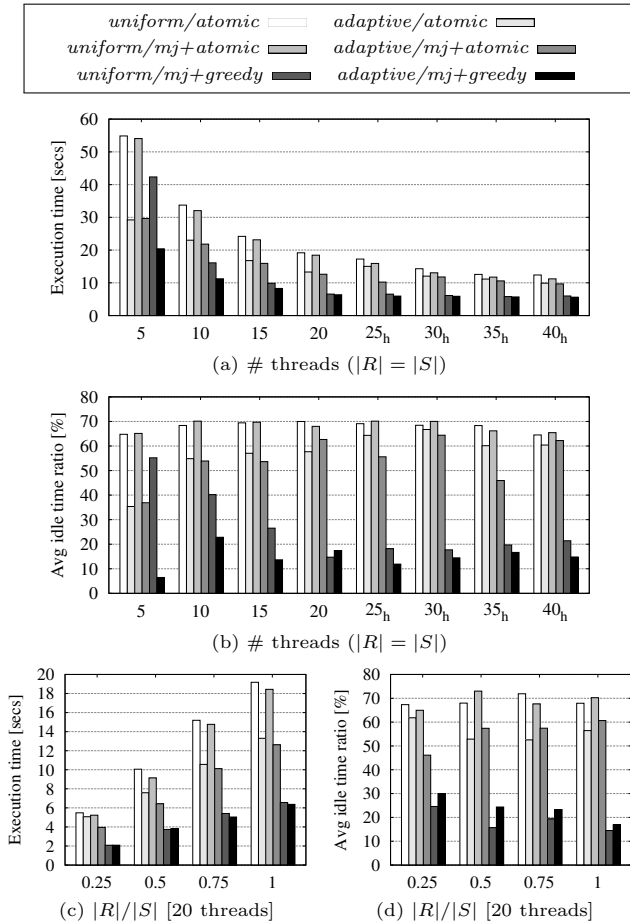 uniform/atomic adaptive/atomic
uniform/mj+atomic adaptive/mj+atomic
uniform/mj+greedy adaptive/mj+greedy
Execution time [secs]
60
50
40
30
20
10
0
5 10 15 20 25h 30h 35h 40h
(a) # threads (|R| = |S|)
Avg idle time ratio [%]
80
70
60
50
40
30
20
10
0
5 10 15 20 25h 30h 35h 40h
(b) # threads (|R| = |S|)
Execution time [secs]
20
18
16
14
12
10
8
6
4
2
0
0.25 0.5 0.75 1
(c) |R|/|S| [20 threads]
Avg idle time ratio [%]
80
70
60
50
40
30
20
10
0
0.25 0.5 0.75 1
(d) |R|/|S| [20 threads]